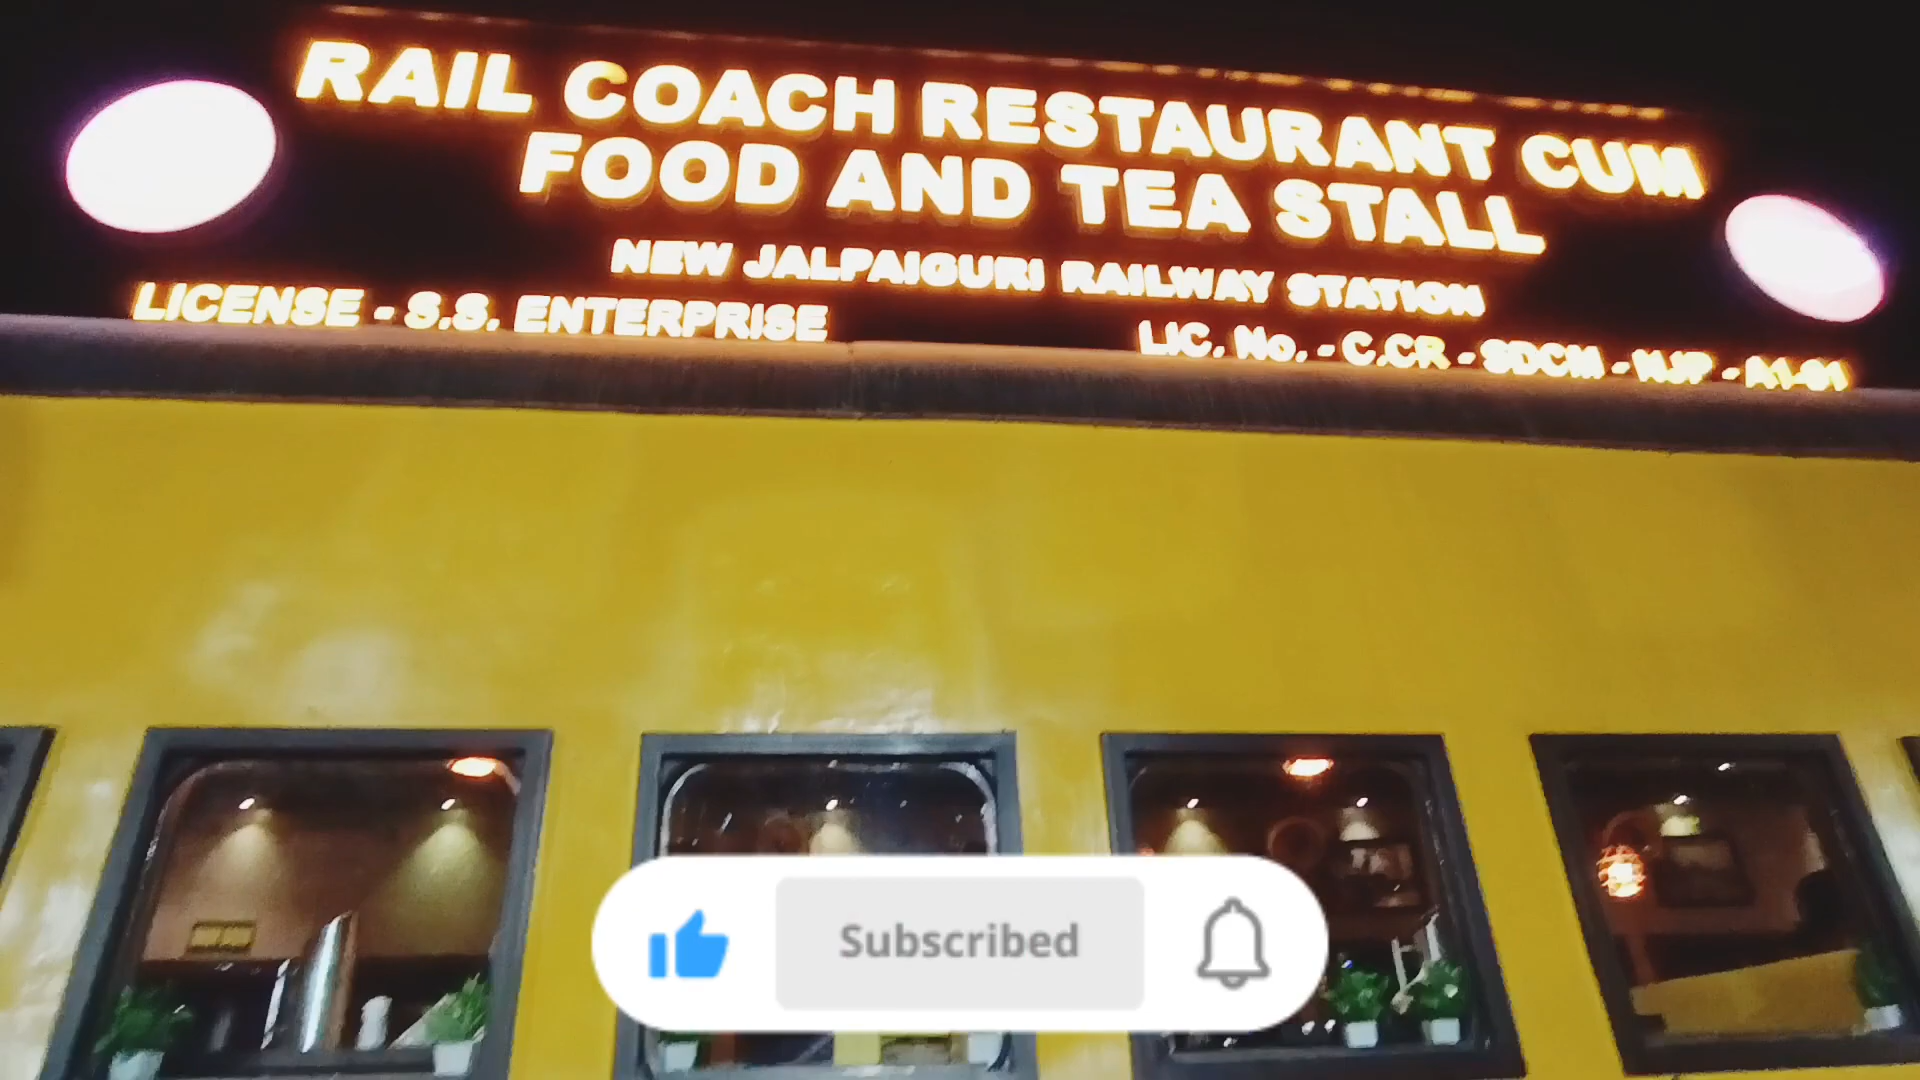 RAIL COACH RESTAURANT CUM
FOOD AND TEA STALL
NEW JALPAIGURI RAILWAY STATION
LICENSE - S.S. ENTERPRISE
LIC. No. - C.CR - SDCM - NJP - A1-01
Subscribed